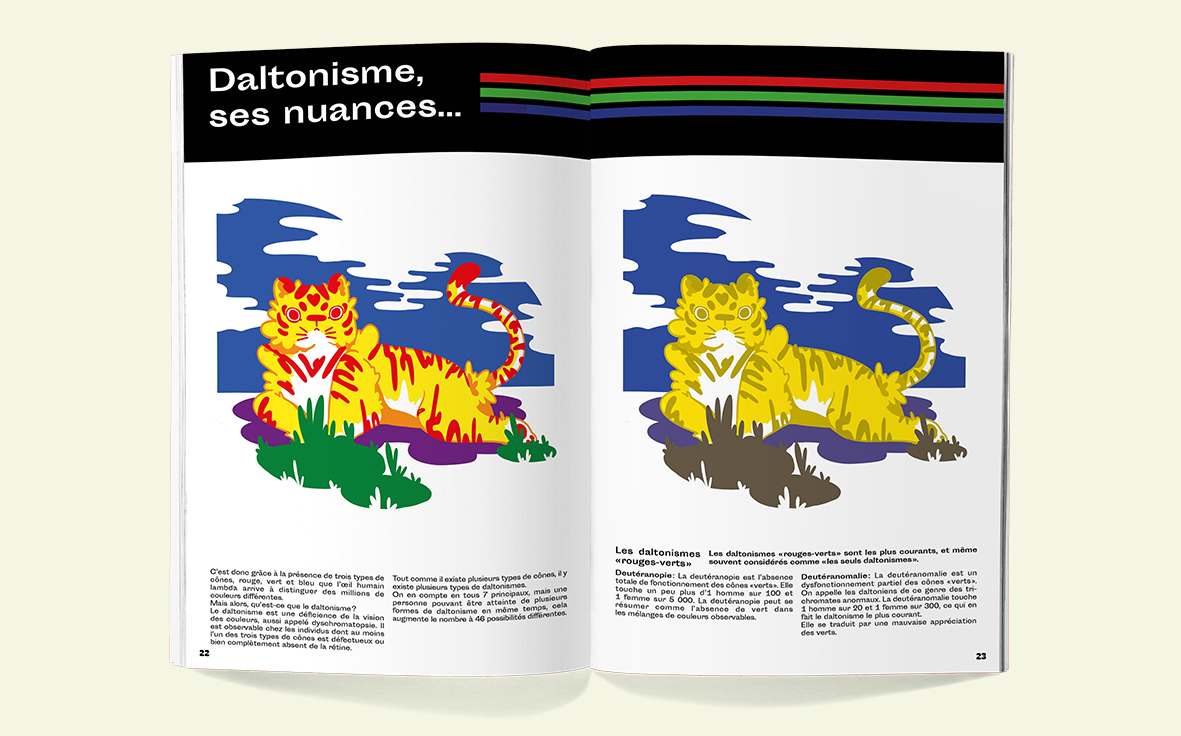 Daltonisme,
ses nuances...
C'est donc grâce à la présence de trois types de
cônes, rouge, vert et bleu que l'œil humain
lambda arrive à distinguer des millions de
couleurs différentes.
Mais alors, qu'est-ce que le daltonisme ?
Le daltonisme est une déficience de la vision
des couleurs, aussi appelé dyschromatopsie. Il
est observable chez les individus dont au moins
l'un des trois types de cônes est défectueux ou
bien complètement absent de la rétine.
Tout comme il existe plusieurs types de cônes, il y
existe plusieurs types de daltonismes.
On en compte en tous 7 principaux, mais une
personne pouvant être atteinte de plusieurs
formes de daltonisme en même temps, cela
augmente le nombre à 46 possibilités différentes.
22
Les daltonismes
«rouges-verts»
Les daltonismes «rouges-verts» sont les plus courants, et même
souvent considérés comme «les seuls daltonismes».
Deutéranopie : La deutéranopie est l'absence
totale de fonctionnement des cônes «verts». Elle
touche un peu plus d'1 homme sur 100 et
1 femme sur 5 000. La deutéranopie peut se
résumer comme l'absence de vert dans
les mélanges de couleurs observables.
Deutéranomalie : La deutéranomalie est un
dysfonctionnement partiel des cônes «verts».
On appelle les daltoniens de ce genre des tri-
chromates anormaux. La deutéranomalie touche
1 homme sur 20 et 1 femme sur 300, ce qui en
fait le daltonisme le plus courant.
Elle se traduit par une mauvaise appréciation
des verts.
23